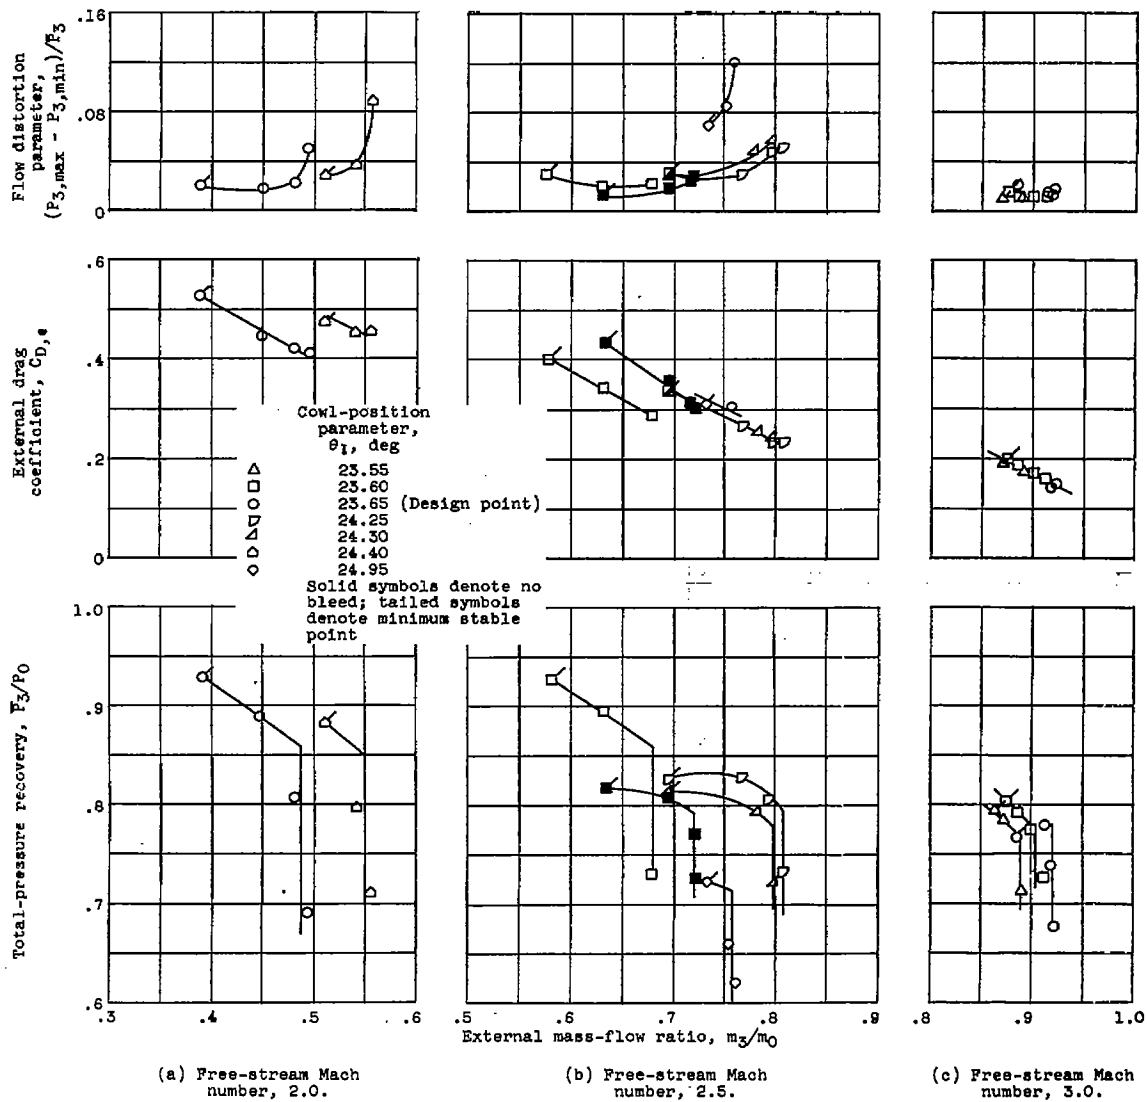 Flow distortion
parameter,
(P3,max - P3,min)/P̄3
.16
.08
0
External drag
coefficient, CD,e
.6
.4
.2
0
Cowl-position
parameter,
θl, deg
23.55
23.60
23.65 (Design point)
24.25
24.30
24.40
24.95
Solid symbols denote no
bleed; tailed symbols
denote minimum stable
point
Total-pressure recovery, P̄3/P0
1.0
.9
.8
.7
.6
.3 .4 .5 .6
.5 .6 .7 .8 .9
.8 .9 1.0
External mass-flow ratio, m3/m0
(a) Free-stream Mach
number, 2.0.
(b) Free-stream Mach
number, 2.5.
(c) Free-stream Mach
number, 3.0.